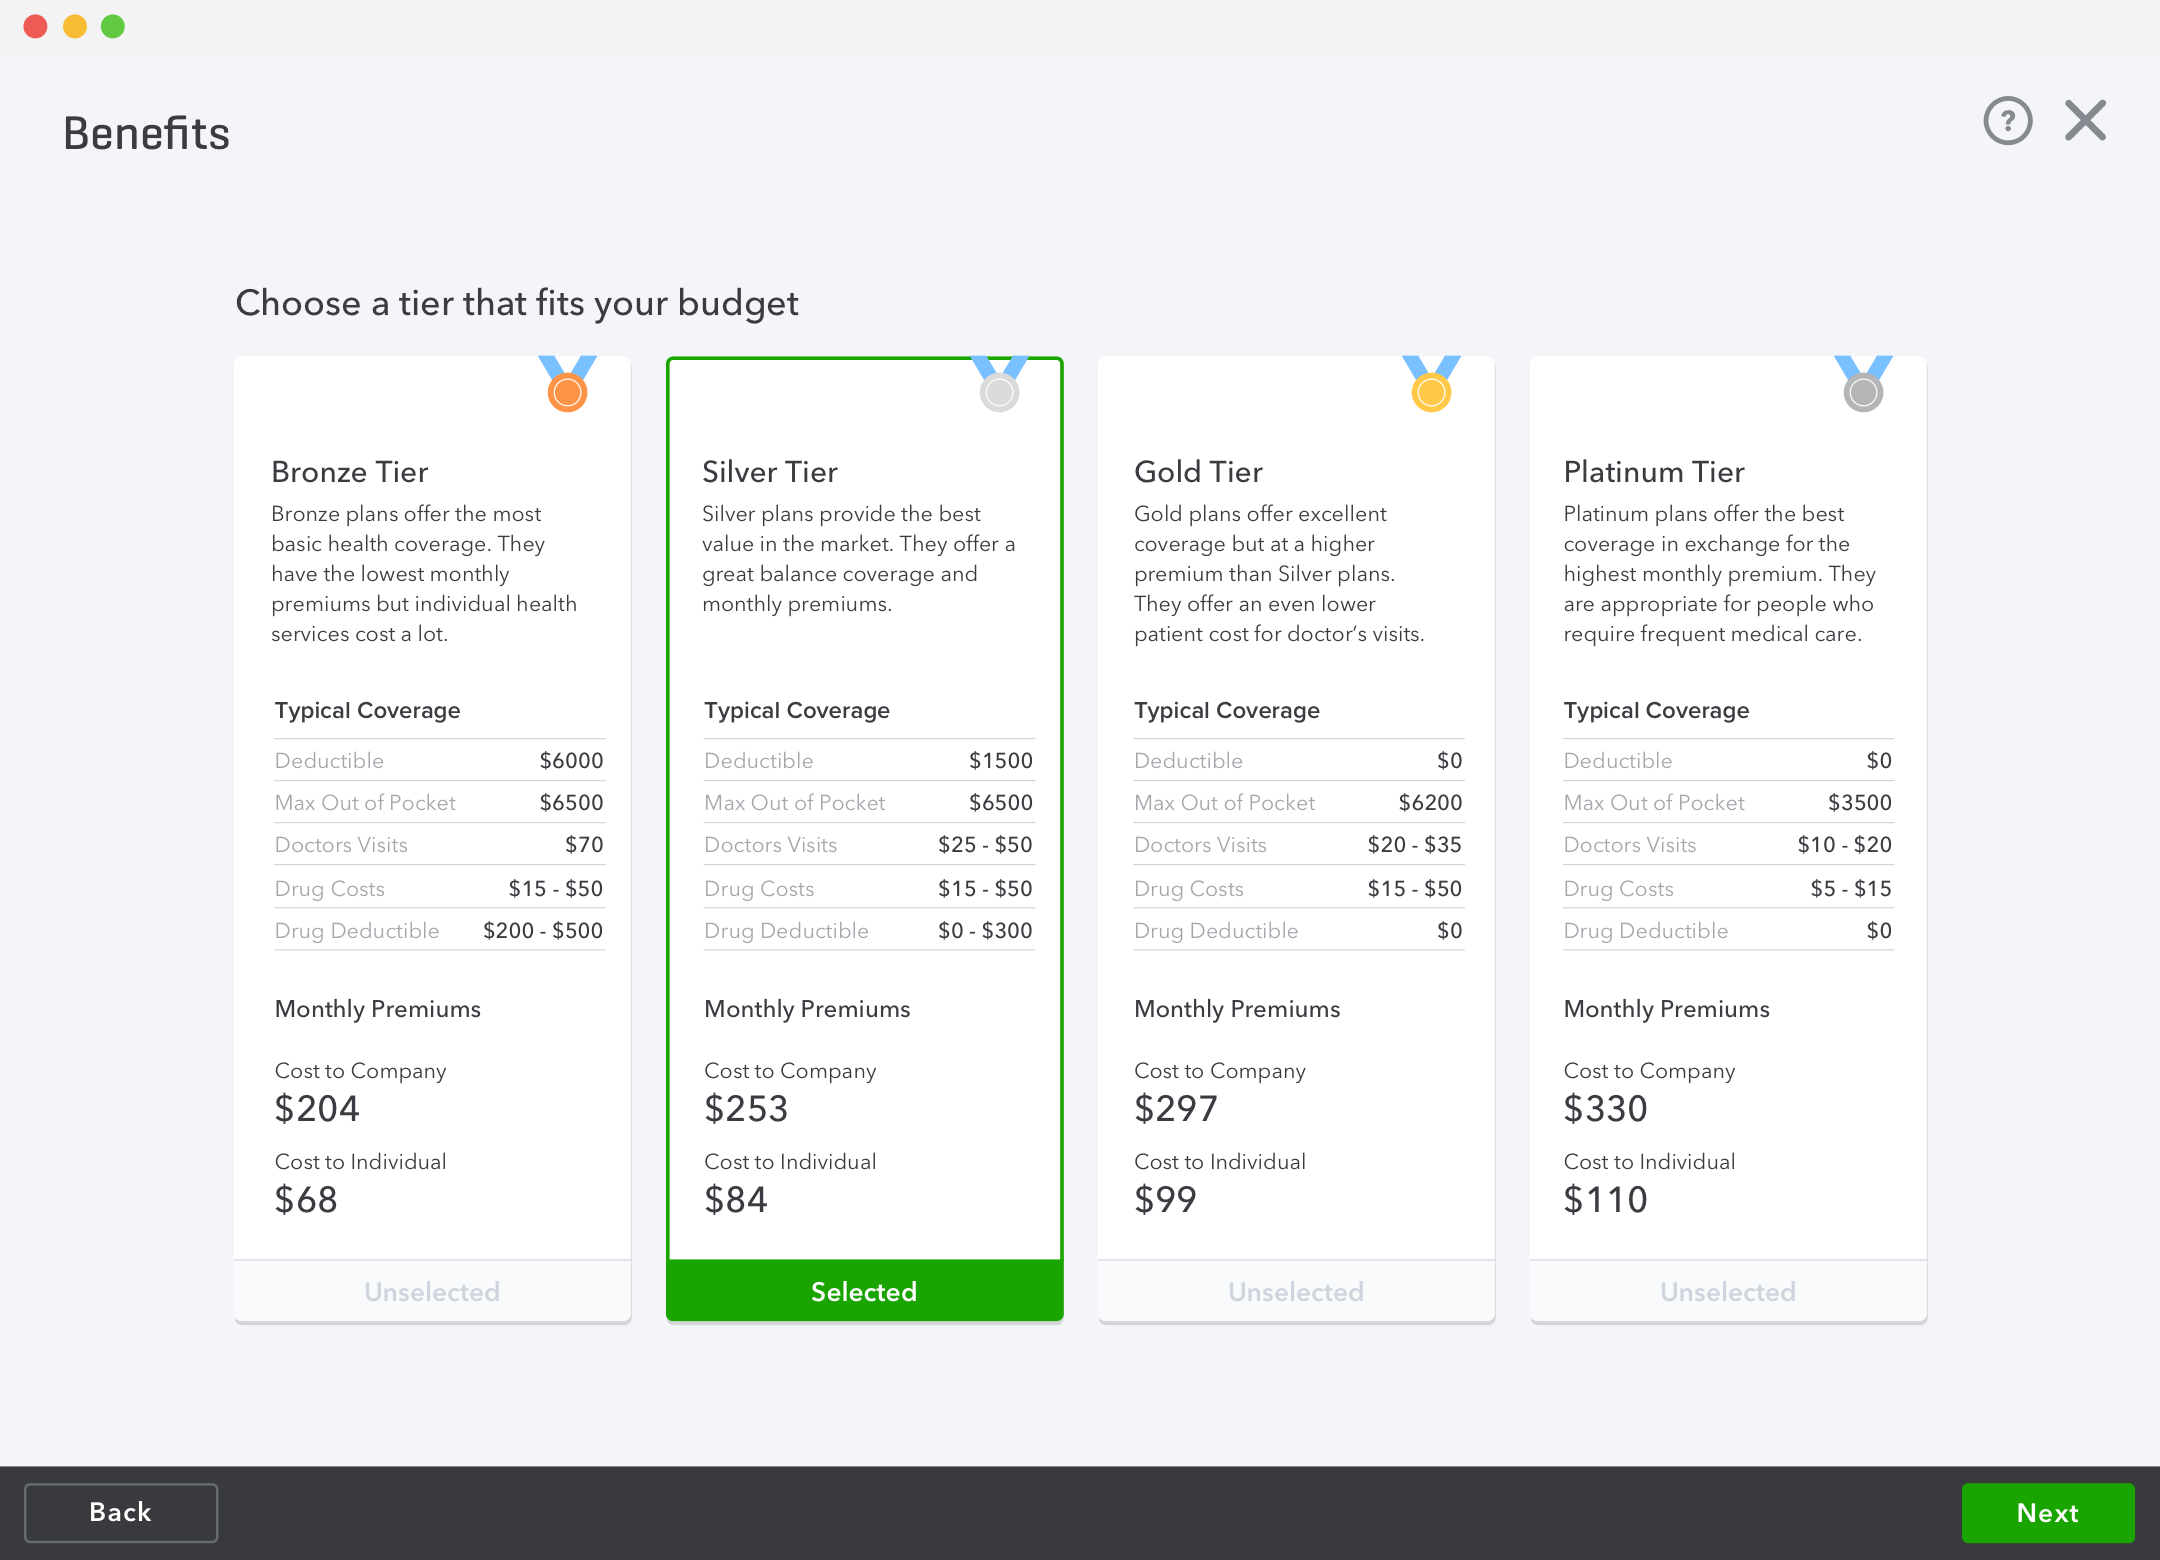 Benefits
?
Choose a tier that fits your budget
Bronze Tier
Bronze plans offer the most
basic health coverage. They
have the lowest monthly
premiums but individual health
services cost a lot.
Typical Coverage
Deductible $6000
Max Out of Pocket $6500
Doctors Visits $70
Drug Costs $15 - $50
Drug Deductible $200 - $500
Monthly Premiums
Cost to Company
$204
Cost to Individual
$68
Unselected
Silver Tier
Silver plans provide the best
value in the market. They offer a
great balance coverage and
monthly premiums.
Typical Coverage
Deductible $1500
Max Out of Pocket $6500
Doctors Visits $25 - $50
Drug Costs $15 - $50
Drug Deductible $0 - $300
Monthly Premiums
Cost to Company
$253
Cost to Individual
$84
Selected
Gold Tier
Gold plans offer excellent
coverage but at a higher
premium than Silver plans.
They offer an even lower
patient cost for doctor’s visits.
Typical Coverage
Deductible $0
Max Out of Pocket $6200
Doctors Visits $20 - $35
Drug Costs $15 - $50
Drug Deductible $0
Monthly Premiums
Cost to Company
$297
Cost to Individual
$99
Unselected
Platinum Tier
Platinum plans offer the best
coverage in exchange for the
highest monthly premium. They
are appropriate for people who
require frequent medical care.
Typical Coverage
Deductible $0
Max Out of Pocket $3500
Doctors Visits $10 - $20
Drug Costs $5 - $15
Drug Deductible $0
Monthly Premiums
Cost to Company
$330
Cost to Individual
$110
Unselected
Back
Next